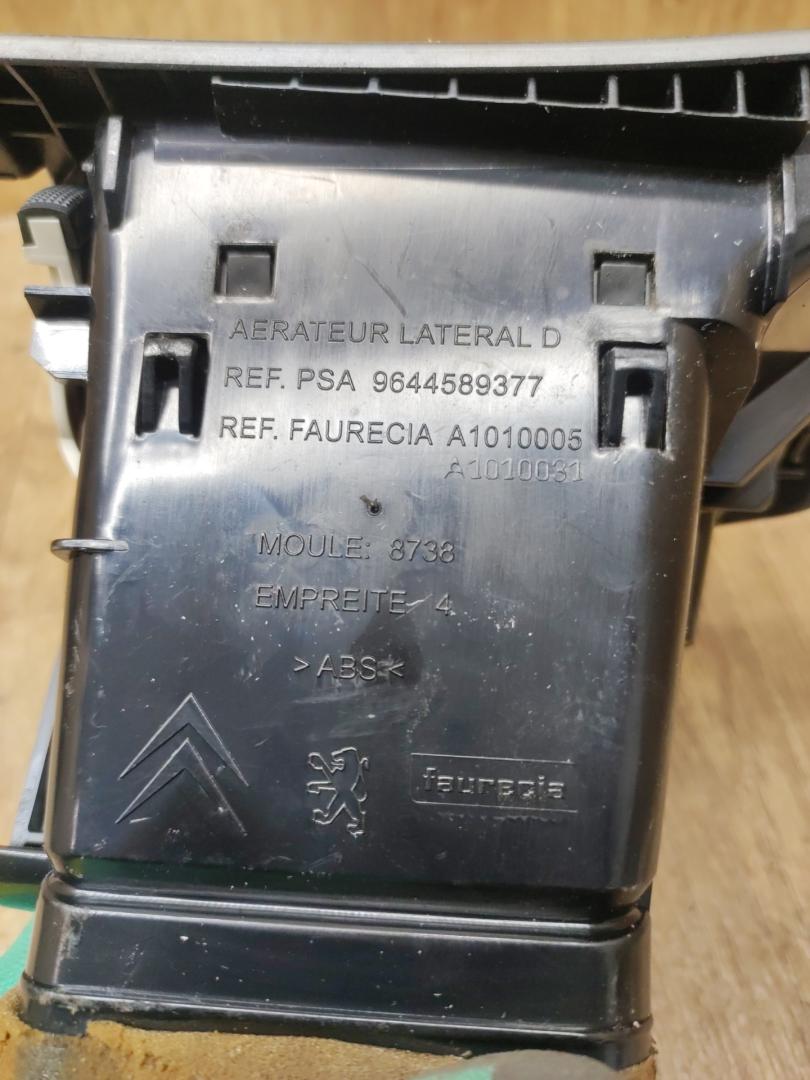 AERATEUR LATERAL D
REF. PSA 9644589377
REF. FAURECIA A1010005
A1010031
MOULE: 8738
EMPREITE 4
>ABS<
faurecia